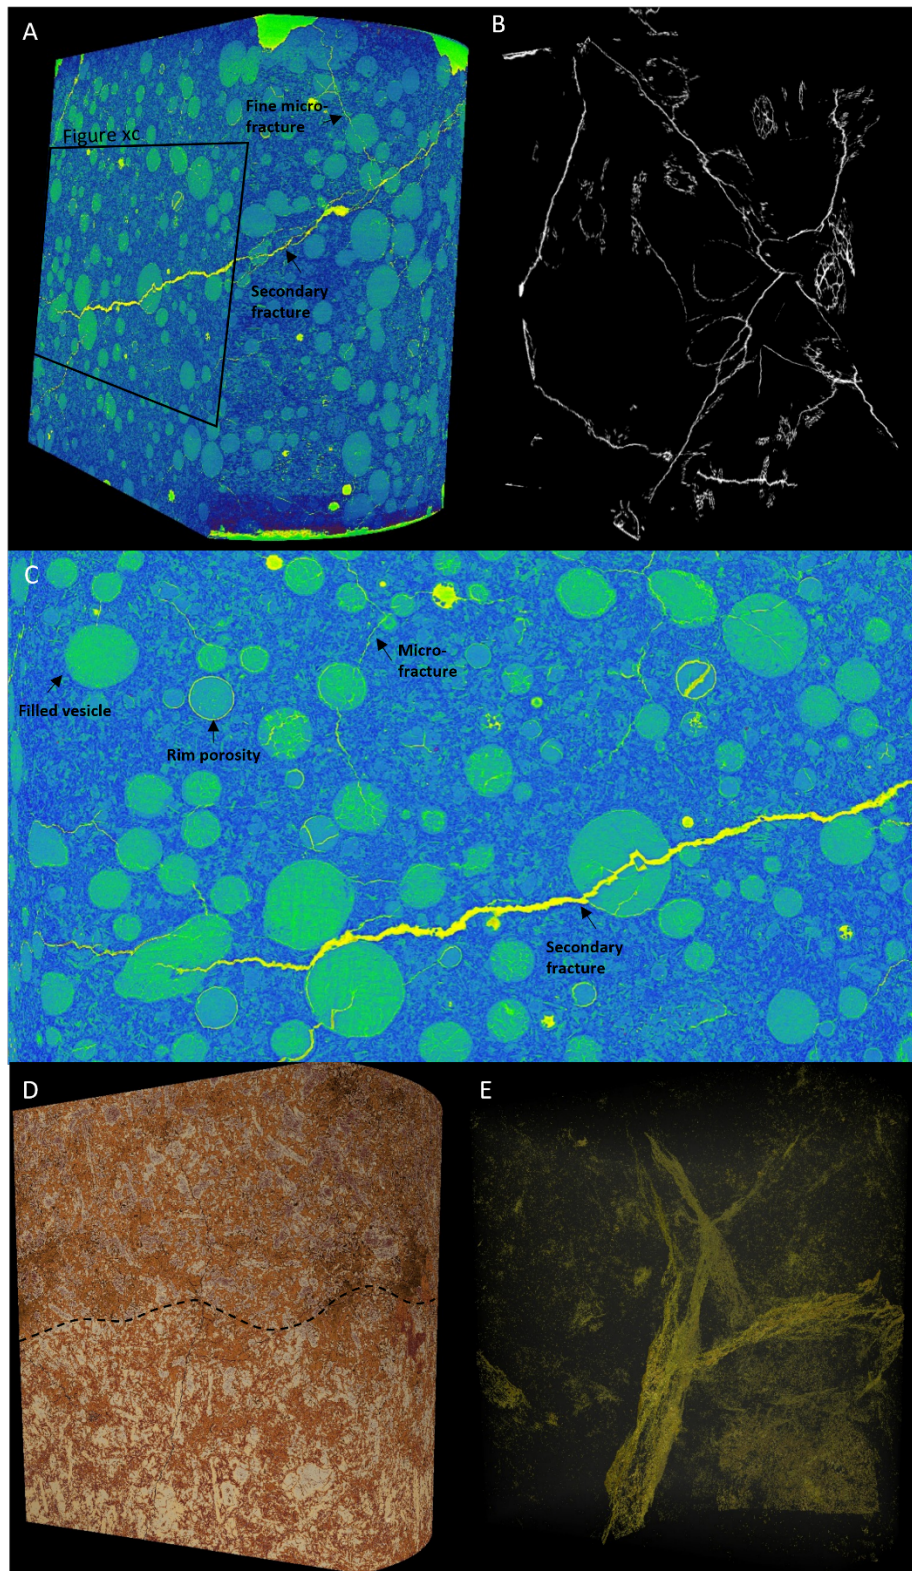 A
B
Fine micro-
fracture
Figure xc
Secondary
fracture
C
Micro-
fracture
Filled vesicle
Rim porosity
Secondary
fracture
D
E